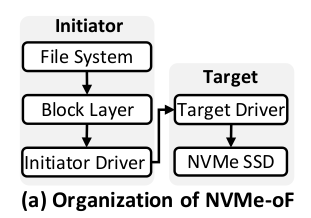 Initiator
File System
Block Layer
Initiator Driver
Target
Target Driver
NVMe SSD
(a) Organization of NVMe-oF